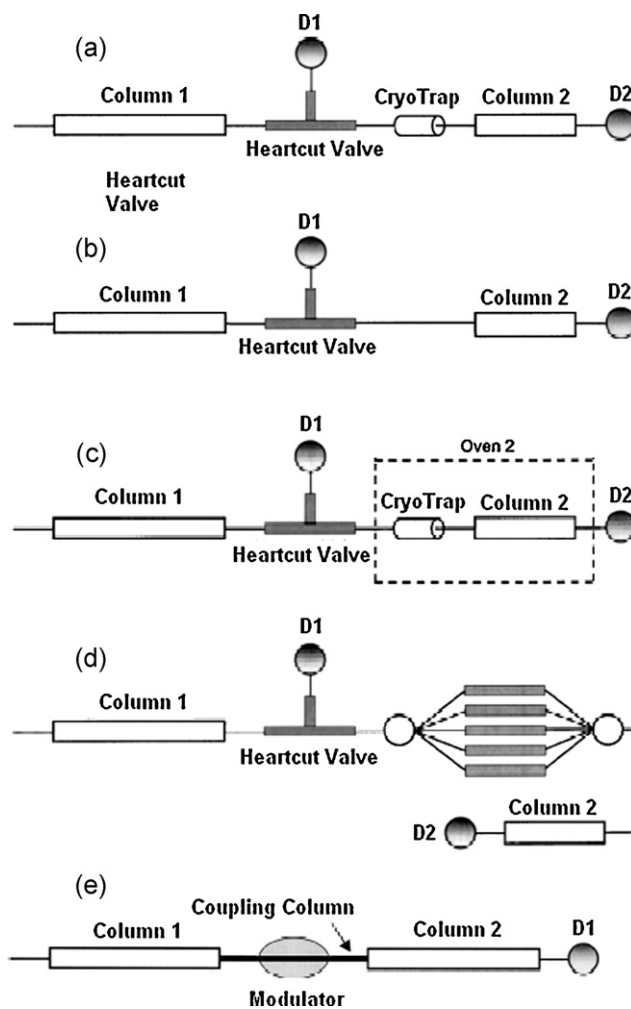 (a)
D1
Column 1
CryoTrap
Column 2
D2
Heartcut Valve
Heartcut
Valve
(b)
D1
Column 1
Column 2
D2
Heartcut Valve
(c)
D1
Oven 2
Column 1
CryoTrap
Column 2
D2
Heartcut Valve
(d)
D1
Column 1
Heartcut Valve
D2
Column 2
(e)
Coupling Column
Column 1
Column 2
D1
Modulator